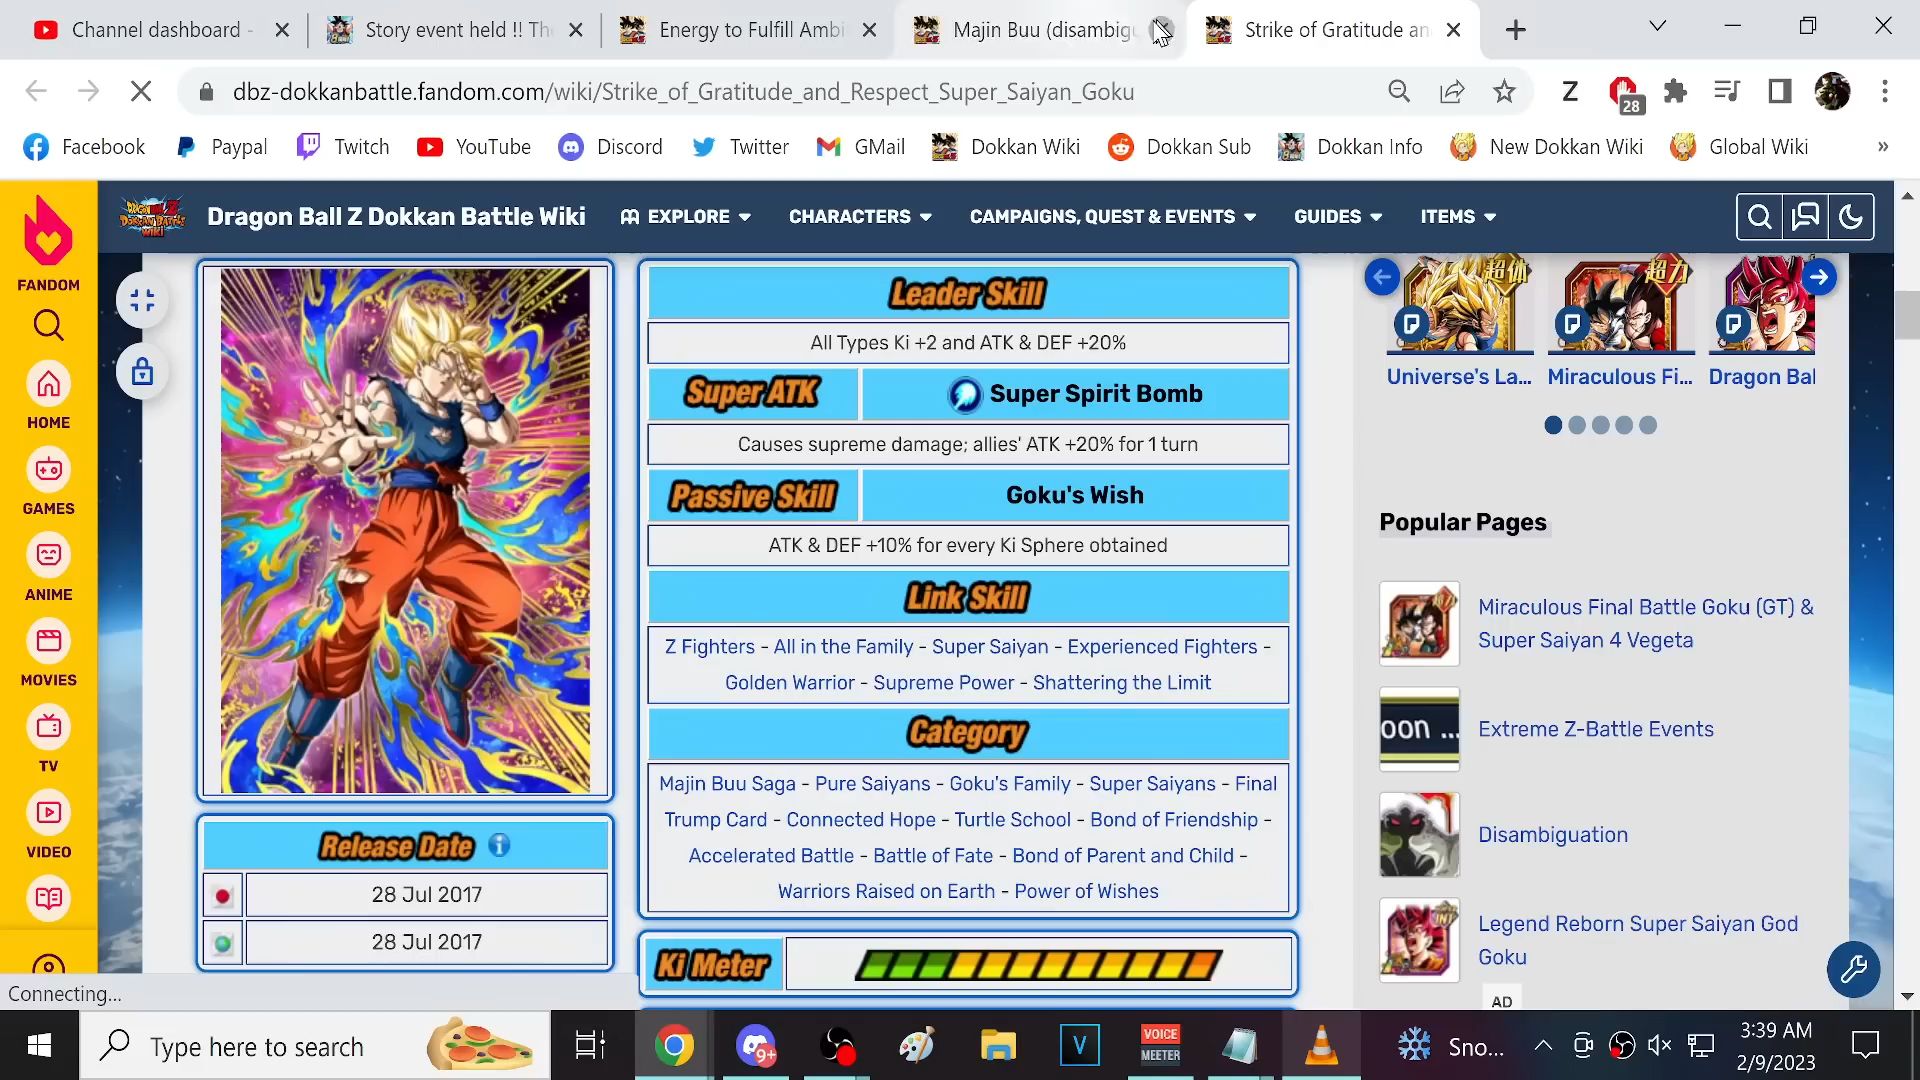 Channel dashboard -
Story event held !! The
Energy to Fulfill Ambi
Majin Buu (disambigu
Strike of Gratitude an
dbz-dokkanbattle.fandom.com/wiki/Strike_of_Gratitude_and_Respect_Super_Saiyan_Goku
28
Facebook
Paypal
Twitch
YouTube
Discord
Twitter
GMail
Dokkan Wiki
Dokkan Sub
Dokkan Info
New Dokkan Wiki
Global Wiki
»
FANDOM
HOME
GAMES
ANIME
MOVIES
TV
VIDEO
Dragon Ball Z Dokkan Battle Wiki
EXPLORE
CHARACTERS
CAMPAIGNS, QUEST & EVENTS
GUIDES
ITEMS
Release Date
28 Jul 2017
28 Jul 2017
Leader Skill
All Types Ki +2 and ATK & DEF +20%
Super ATK
Super Spirit Bomb
Causes supreme damage; allies' ATK +20% for 1 turn
Passive Skill
Goku's Wish
ATK & DEF +10% for every Ki Sphere obtained
Link Skill
Z Fighters - All in the Family - Super Saiyan - Experienced Fighters -
Golden Warrior - Supreme Power - Shattering the Limit
Category
Majin Buu Saga - Pure Saiyans - Goku's Family - Super Saiyans - Final
Trump Card - Connected Hope - Turtle School - Bond of Friendship -
Accelerated Battle - Battle of Fate - Bond of Parent and Child -
Warriors Raised on Earth - Power of Wishes
Ki Meter
超体
超力
Universe's La...
Miraculous Fi...
Dragon Bal
Popular Pages
Miraculous Final Battle Goku (GT) &
Super Saiyan 4 Vegeta
oon ...
Extreme Z-Battle Events
Disambiguation
Legend Reborn Super Saiyan God
Goku
AD
Connecting...
Type here to search
9+
V
VOICE
MEETER
Sno...
3:39 AM
2/9/2023